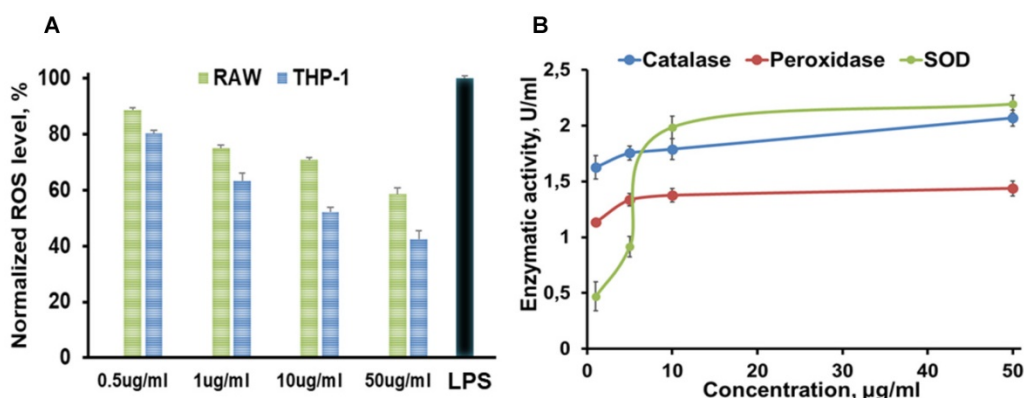 A
Normalized ROS level, %
100
80
60
40
20
0
RAW THP-1
0.5ug/ml 1ug/ml 10ug/ml 50ug/ml LPS
B
Enzymatic activity, U/ml
2,5
2
1,5
1
0,5
0
Catalase Peroxidase SOD
0 10 20 30 40 50
Concentration, μg/ml